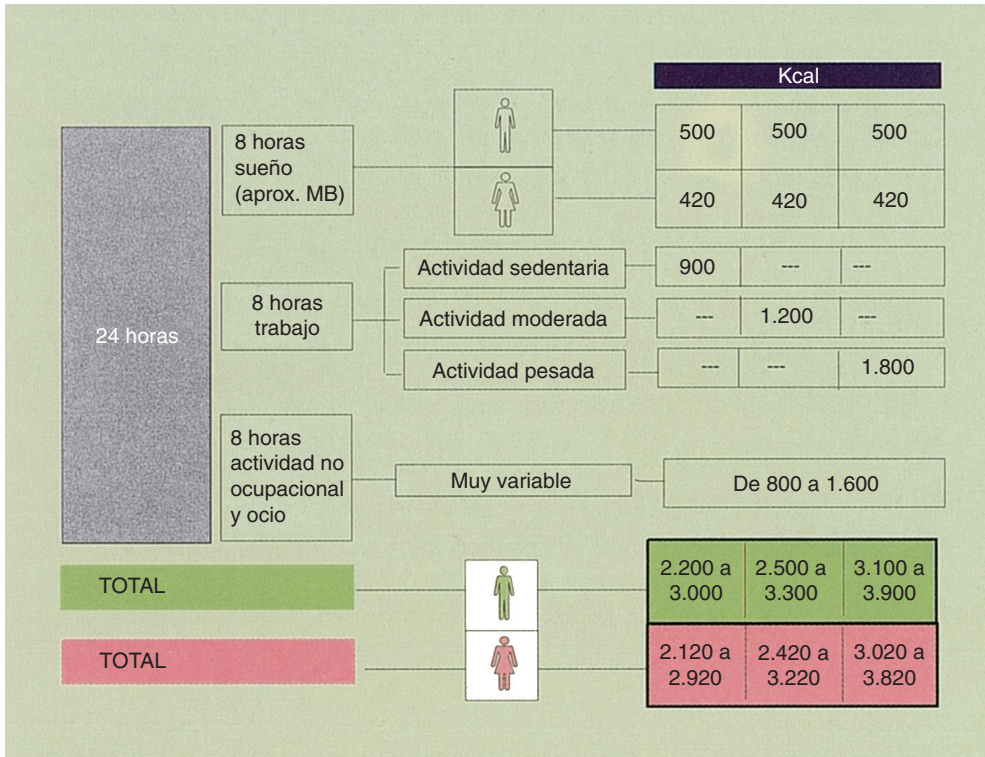 Kcal
8 horas
sueño
(aprox. MB)
500 500 500
420 420 420
24 horas
8 horas
trabajo
Actividad sedentaria 900 --- ---
Actividad moderada --- 1.200 ---
Actividad pesada --- --- 1.800
8 horas
actividad no
ocupacional
y ocio
Muy variable De 800 a 1.600
TOTAL
2.200 a 2.500 a 3.100 a
3.000 3.300 3.900
TOTAL
2.120 a 2.420 a 3.020 a
2.920 3.220 3.820